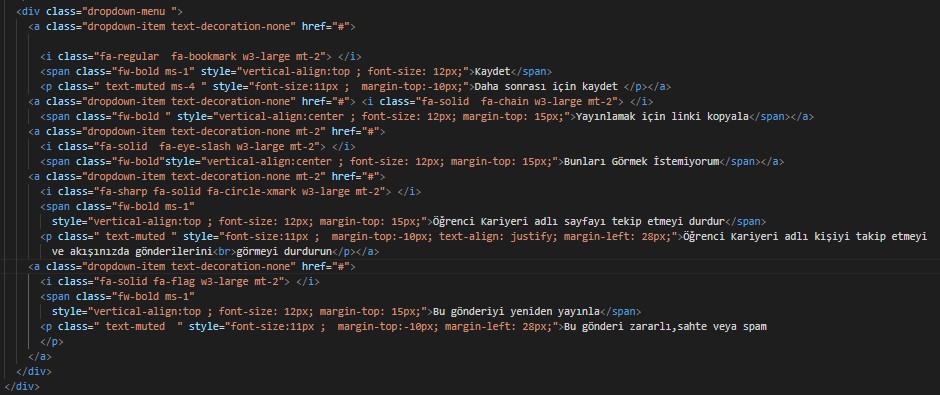 <div class="dropdown-menu ">
<a class="dropdown-item text-decoration-none" href="#">
<i class="fa-regular  fa-bookmark w3-large mt-2"> </i>
<span class="fw-bold ms-1" style="vertical-align:top ; font-size: 12px;">Kaydet</span>
<p class=" text-muted ms-4 " style="font-size:11px ;  margin-top:-10px;">Daha sonrası için kaydet </p></a>
<a class="dropdown-item text-decoration-none" href="#"> <i class="fa-solid  fa-chain w3-large mt-2"> </i>
<span class="fw-bold " style="vertical-align:center ; font-size: 12px; margin-top: 15px;">Yayınlamak için linki kopyala</span></a>
<a class="dropdown-item text-decoration-none mt-2" href="#">
<i class="fa-solid  fa-eye-slash w3-large mt-2"> </i>
<span class="fw-bold"style="vertical-align:center ; font-size: 12px; margin-top: 15px;">Bunları Görmek İstemiyorum</span></a>
<a class="dropdown-item text-decoration-none mt-2" href="#">
<i class="fa-sharp fa-solid fa-circle-xmark w3-large mt-2"> </i>
<span class="fw-bold ms-1"
style="vertical-align:top ; font-size: 12px; margin-top: 15px;">Öğrenci Kariyeri adlı sayfayı tekip etmeyi durdur</span>
<p class=" text-muted " style="font-size:11px ;  margin-top:-10px; text-align: justify; margin-left: 28px;">Öğrenci Kariyeri adlı kişiyi takip etmeyi
ve akışınızda gönderilerini<br>görmeyi durdurun</p></a>
<a class="dropdown-item text-decoration-none" href="#">
<i class="fa-solid fa-flag w3-large mt-2"> </i>
<span class="fw-bold ms-1"
style="vertical-align:top ; font-size: 12px; margin-top: 15px;">Bu gönderiyi yeniden yayınla</span>
<p class=" text-muted  " style="font-size:11px ;  margin-top:-10px; margin-left: 28px;">Bu gönderi zararlı,sahte veya spam
</p>
</a>
</div>
</div>